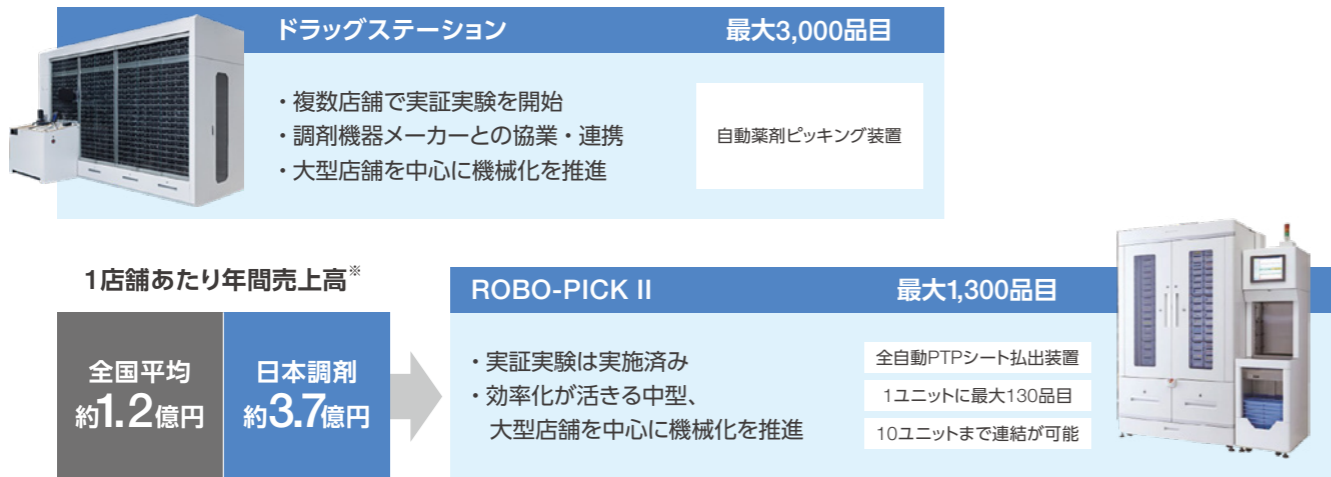 ドラッグステーション
最大3,000品目
・複数店舗で実証実験を開始
・調剤機器メーカーとの協業・連携
・大型店舗を中心に機械化を推進
自動薬剤ピッキング装置
1店舗あたり年間売上高※
全国平均
約1.2億円
日本調剤
約3.7億円
ROBO-PICK II
最大1,300品目
・実証実験は実施済み
・効率化が活きる中型、
大型店舗を中心に機械化を推進
全自動PTPシート払出装置
1ユニットに最大130品目
10ユニットまで連結が可能